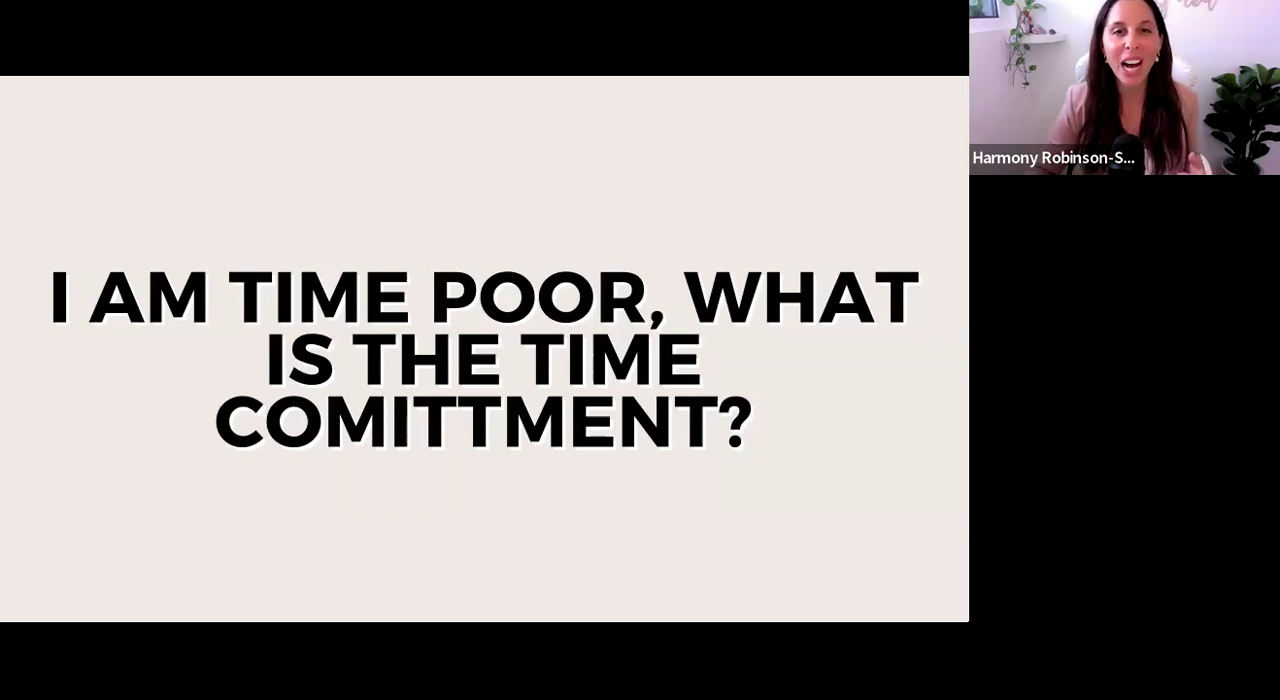 Harmony Robinson-S...
I AM TIME POOR, WHAT
IS THE TIME
COMITTMENT?